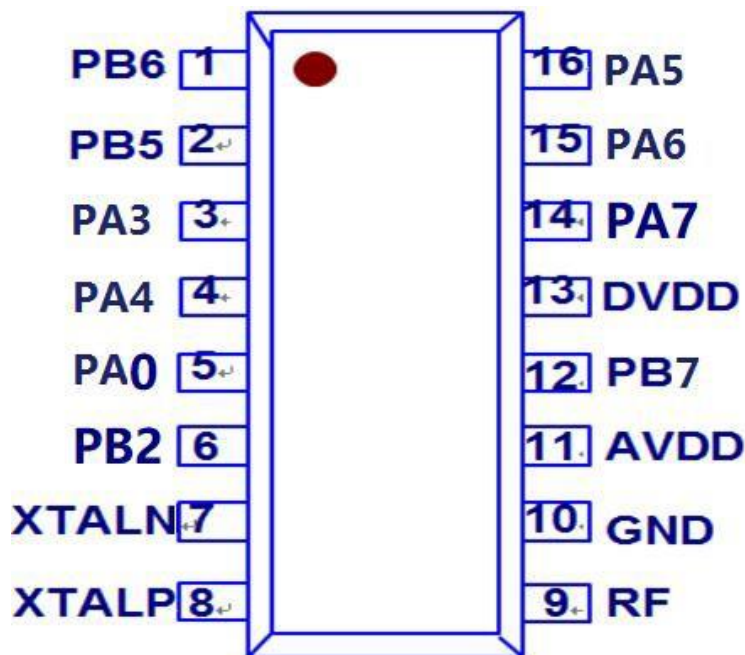 PB6 1 16 PA5
PB5 2 15 PA6
PA3 3 14 PA7
PA4 4 13 DVDD
PA0 5 12 PB7
PB2 6 11 AVDD
XTALN 7 10 GND
XTALP 8 9 RF